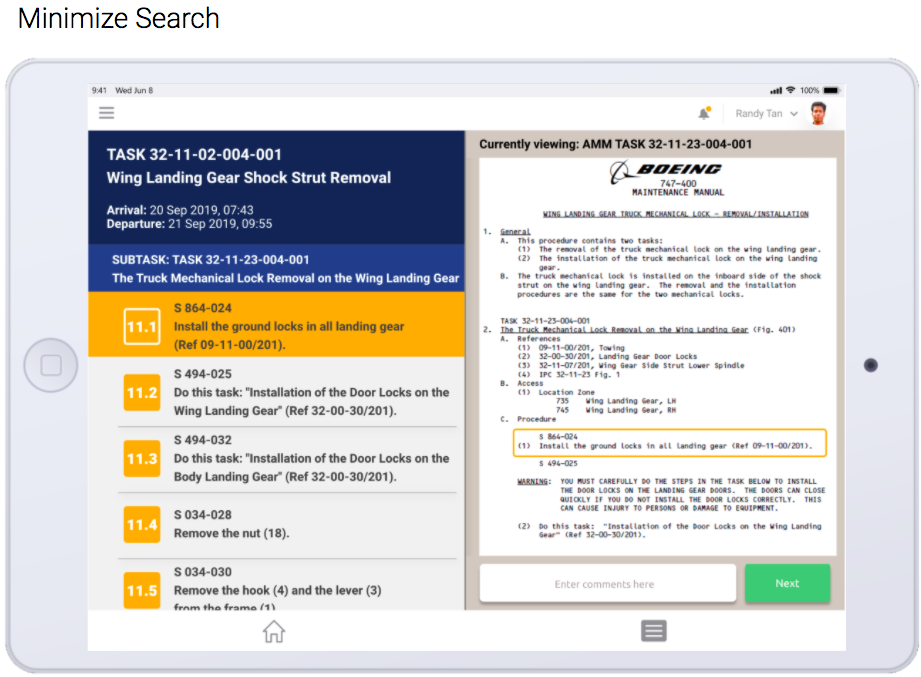 Minimize Search
9:41 Wed Jun 8
100%
Randy Tan
TASK 32-11-02-004-001
Wing Landing Gear Shock Strut Removal
Arrival: 20 Sep 2019, 07:43
Departure: 21 Sep 2019, 09:55
SUBTASK: TASK 32-11-23-004-001
The Truck Mechanical Lock Removal on the Wing Landing Gear
11.1
S 864-024
Install the ground locks in all landing gear
(Ref 09-11-00/201).
11.2
S 494-025
Do this task: "Installation of the Door Locks on the
Wing Landing Gear" (Ref 32-00-30/201).
11.3
S 494-032
Do this task: "Installation of the Door Locks on the
Body Landing Gear" (Ref 32-00-30/201).
11.4
S 034-028
Remove the nut (18).
11.5
S 034-030
Remove the hook (4) and the lever (3)
from the frame (1)
Currently viewing: AMM TASK 32-11-23-004-001
BOEING
747-400
MAINTENANCE MANUAL
WING LANDING GEAR TRUCK MECHANICAL LOCK - REMOVAL/INSTALLATION
1. General
A. This procedure contains two tasks:
(1) The removal of the truck mechanical lock on the wing landing gear.
(2) The installation of the truck mechanical lock on the wing landing
gear.
B. The truck mechanical lock is installed on the inboard side of the shock
strut on the wing landing gear. The removal and the installation
procedures are the same for the two mechanical locks.
TASK 32-11-23-004-001
2. The Truck Mechanical Lock Removal on the Wing Landing Gear (Fig. 401)
A. References
(1) 09-11-00/201, Towing
(2) 32-00-30/201, Landing Gear Door Locks
(3) 32-11-07/201, Wing Gear Side Strut Lower Spindle
(4) IPC 32-11-23 Fig. 1
B. Access
(1) Location Zone
735 Wing Landing Gear, LH
745 Wing Landing Gear, RH
C. Procedure
S 864-024
(1) Install the ground locks in all landing gear (Ref 09-11-00/201).
S 494-025
WARNING: YOU MUST CAREFULLY DO THE STEPS IN THE TASK BELOW TO INSTALL
THE DOOR LOCKS ON THE LANDING GEAR DOORS. THE DOORS CAN CLOSE
QUICKLY IF YOU DO NOT INSTALL THE DOOR LOCKS CORRECTLY. THIS
CAN CAUSE INJURY TO PERSONS OR DAMAGE TO EQUIPMENT.
(2) Do this task: "Installation of the Door Locks on the Wing Landing
Gear" (Ref 32-00-30/201).
Enter comments here
Next